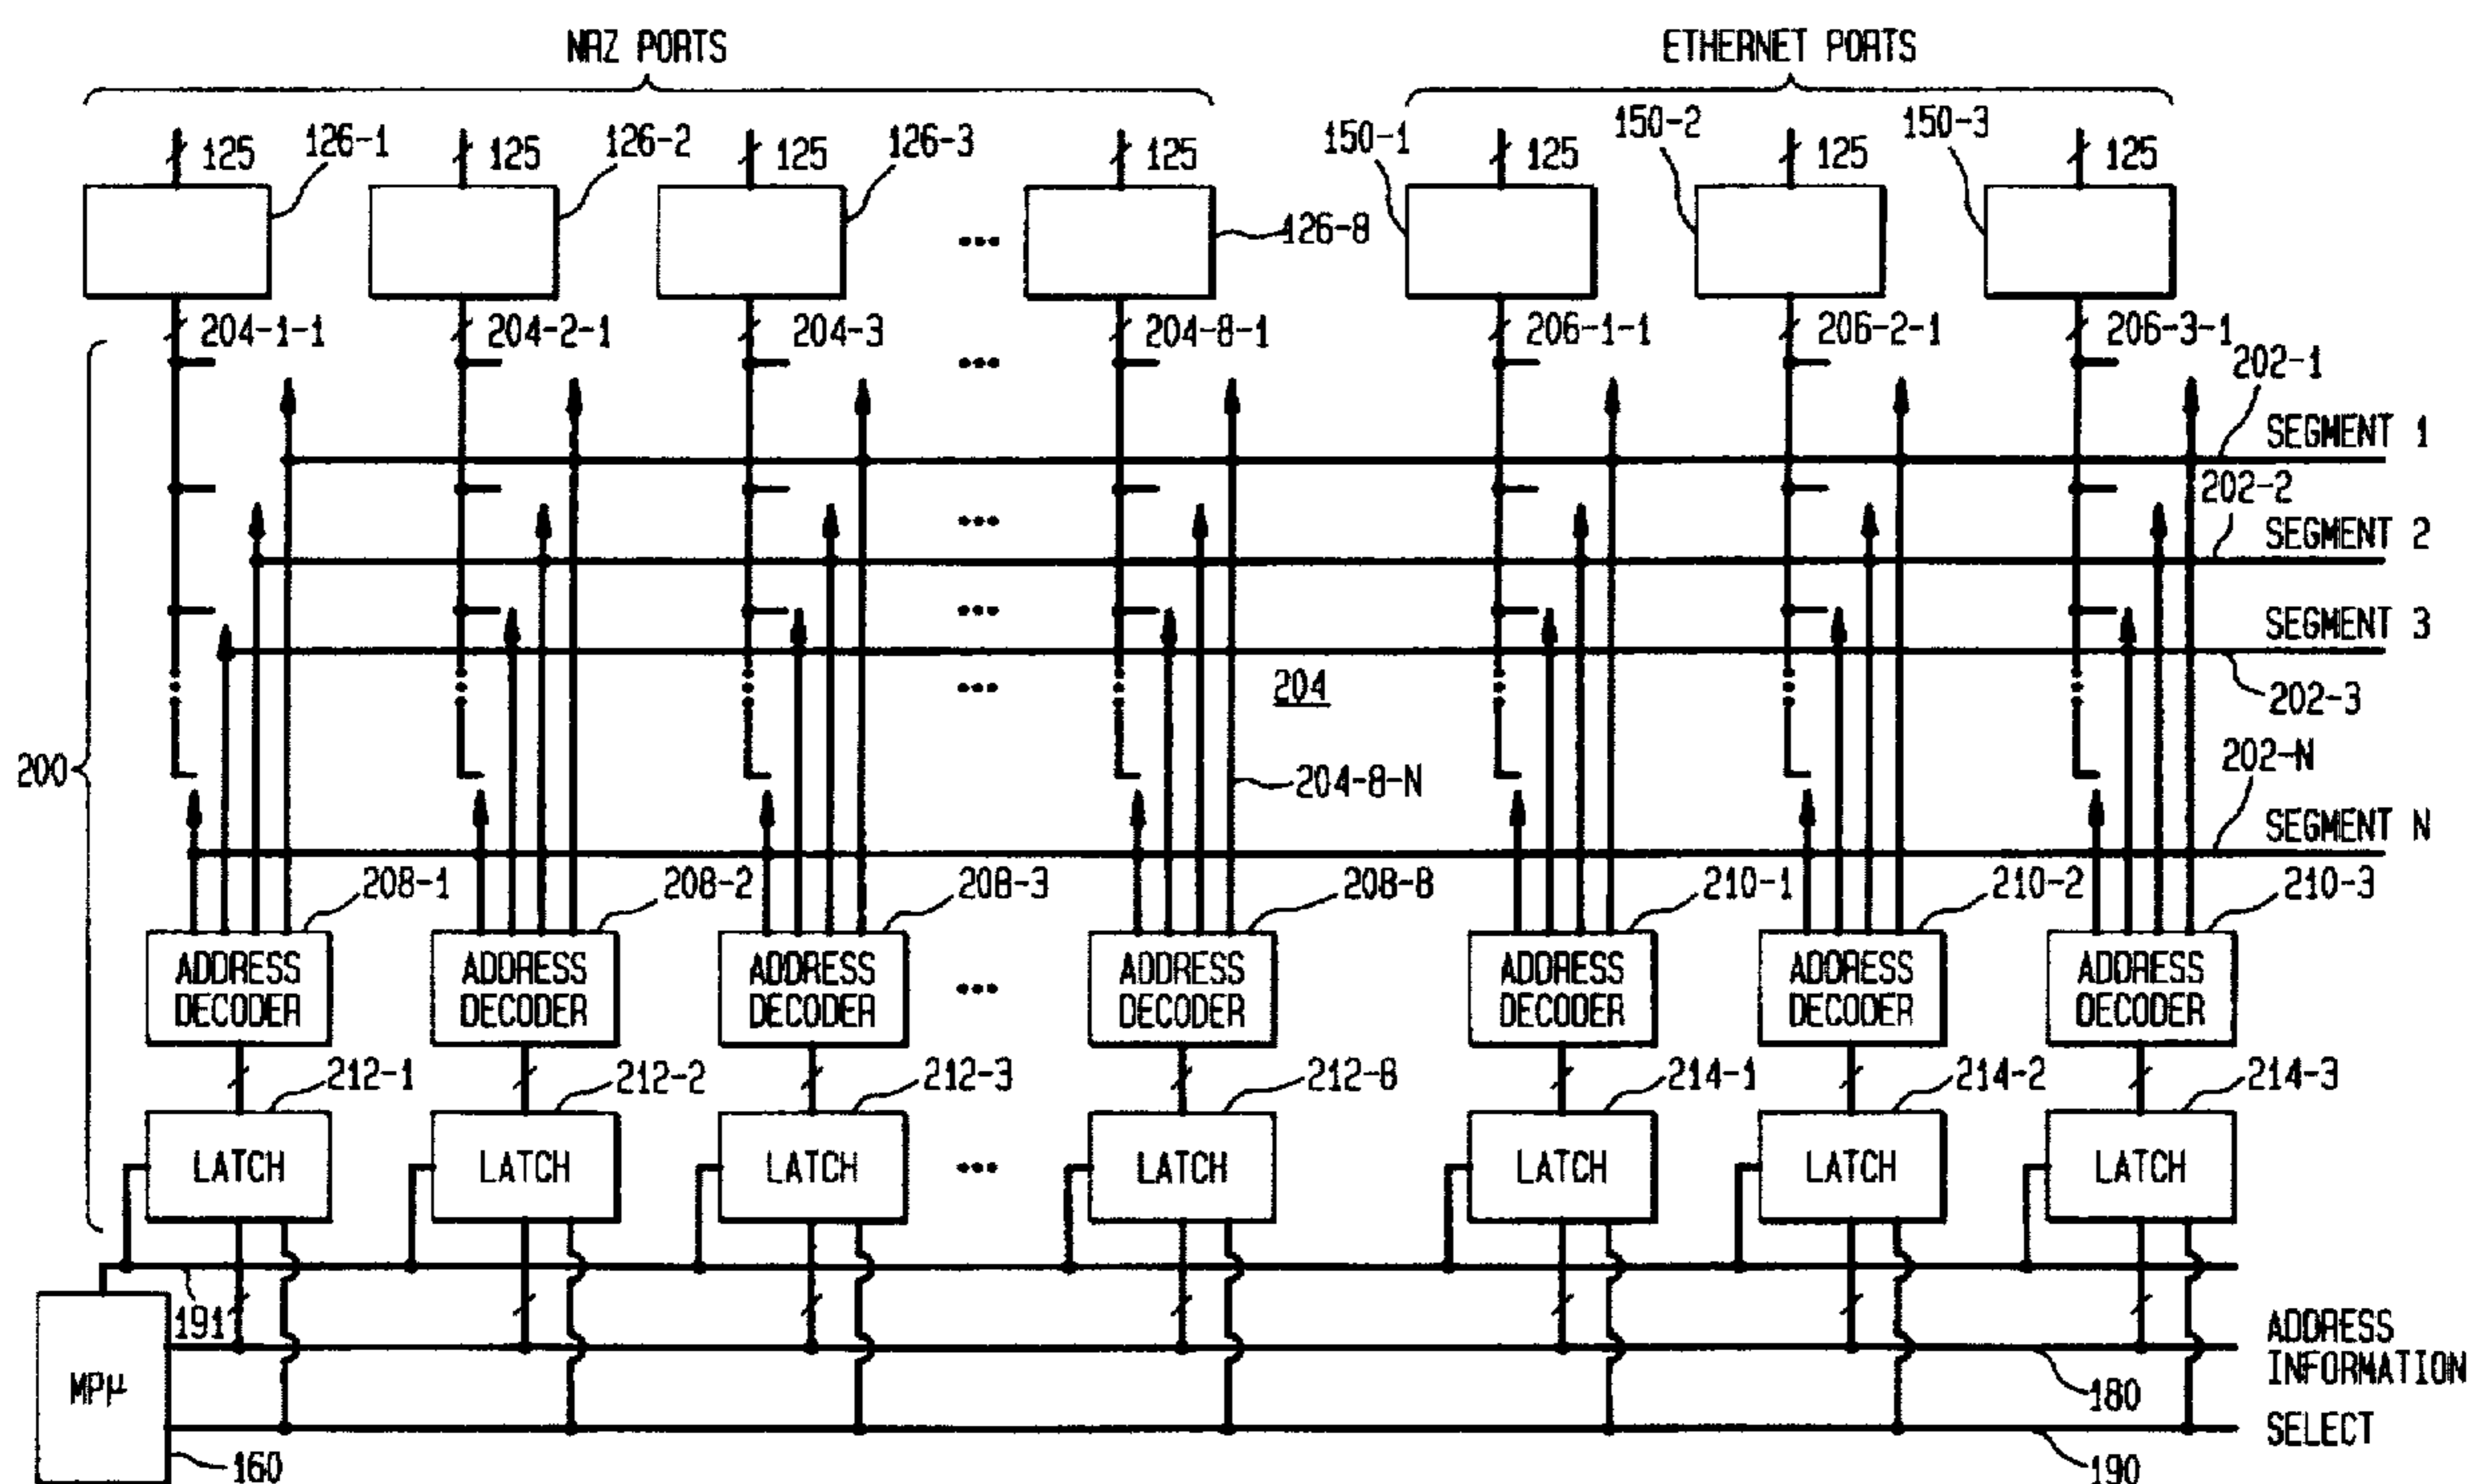 NRZ PORTS
ETHERNET PORTS
125 126-1 125 126-2 125 126-3 125 150-1 125 150-2 125 150-3 125
126-8
204-1-1 204-2-1 204-3 ... 204-8-1 206-1-1 206-2-1 206-3-1
202-1
SEGMENT 1
202-2
SEGMENT 2
SEGMENT 3
204
202-3
200
204-8-N
202-N
SEGMENT N
208-1 208-2 208-3 208-8 210-1 210-2 210-3
ADDRESS ADDRESS ADDRESS ADDRESS ADDRESS ADDRESS ADDRESS
DECODER DECODER DECODER ... DECODER DECODER DECODER DECODER
212-1 212-2 212-3 212-8 214-1 214-2 214-3
LATCH LATCH LATCH ... LATCH LATCH LATCH LATCH
191
ADDRESS
INFORMATION
MPμ
180
SELECT
160
190